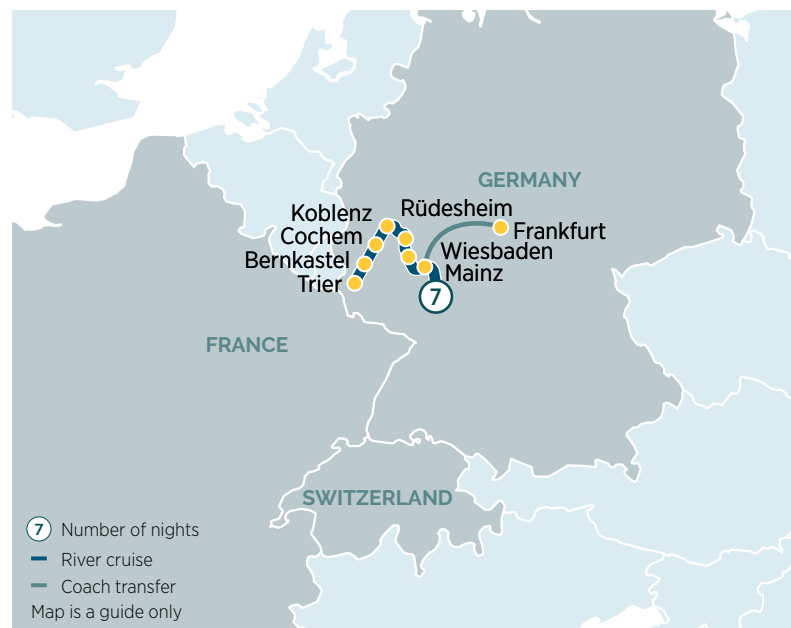 GERMANY
Koblenz
Rüdesheim
Cochem
Frankfurt
Bernkastel
Wiesbaden
Trier
Mainz
7
FRANCE
SWITZERLAND
7 Number of nights
River cruise
Coach transfer
Map is a guide only